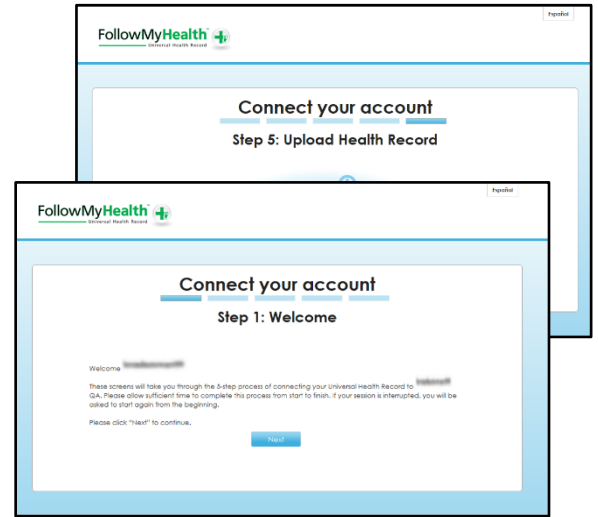 Español
FollowMyHealth
Universal Health Record
Connect your account
Step 5: Upload Health Record
Español
FollowMyHealth
Universal Health Record
Connect your account
Step 1: Welcome
Welcome
These screens will take you through the 5-step process of connecting your Universal Health Record to
QA. Please allow sufficient time to complete this process from start to finish. If your session is interrupted, you will be
asked to start again from the beginning.
Please click "Next" to continue.
Next